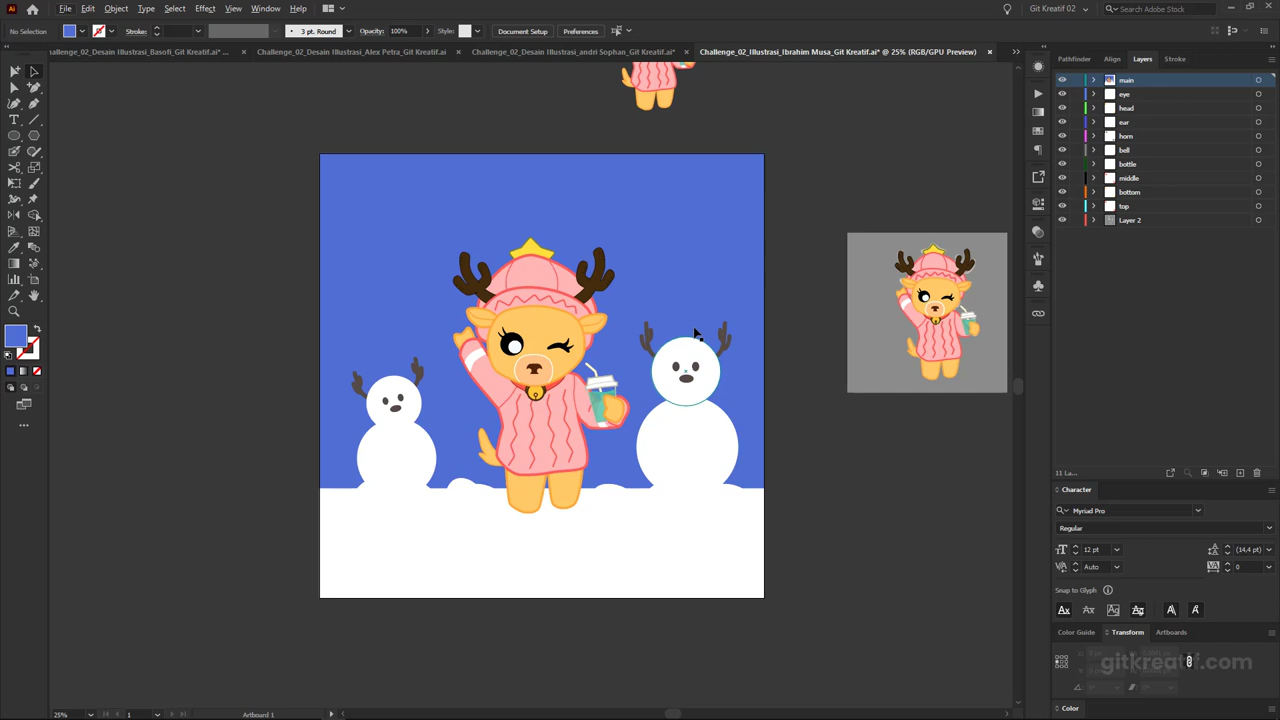 Ai File Edit Object Type Select Effect View Window Help Git Kreatif 02 Search Adobe Stock
No Selection Stroke: 3 pt. Round Opacity: 100% Style: Document Setup Preferences
hallenge_02_Desain Illustrasi_Basofi_Git Kreatif.ai* ... × Challenge_02_Desain Illustrasi_Alex Petra_Git Kreatif.ai × Challenge_02_Desain Illustrasi_andri Sophan_Git Kreatif.ai* × Challenge_02_Illustrasi_Ibrahim Musa_Git Kreatif.ai* @ 25% (RGB/GPU Preview) ×
Pathfinder Align Layers Stroke
main
eye
head
ear
horn
bell
bottle
middle
bottom
top
Layer 2
11 La...
Character
Myriad Pro
Regular
12 pt (14,4 pt)
Auto 0
Snap to Glyph
Color Guide Transform Artboards
gitkreatif.com
Color
25% 1 Artboard 1